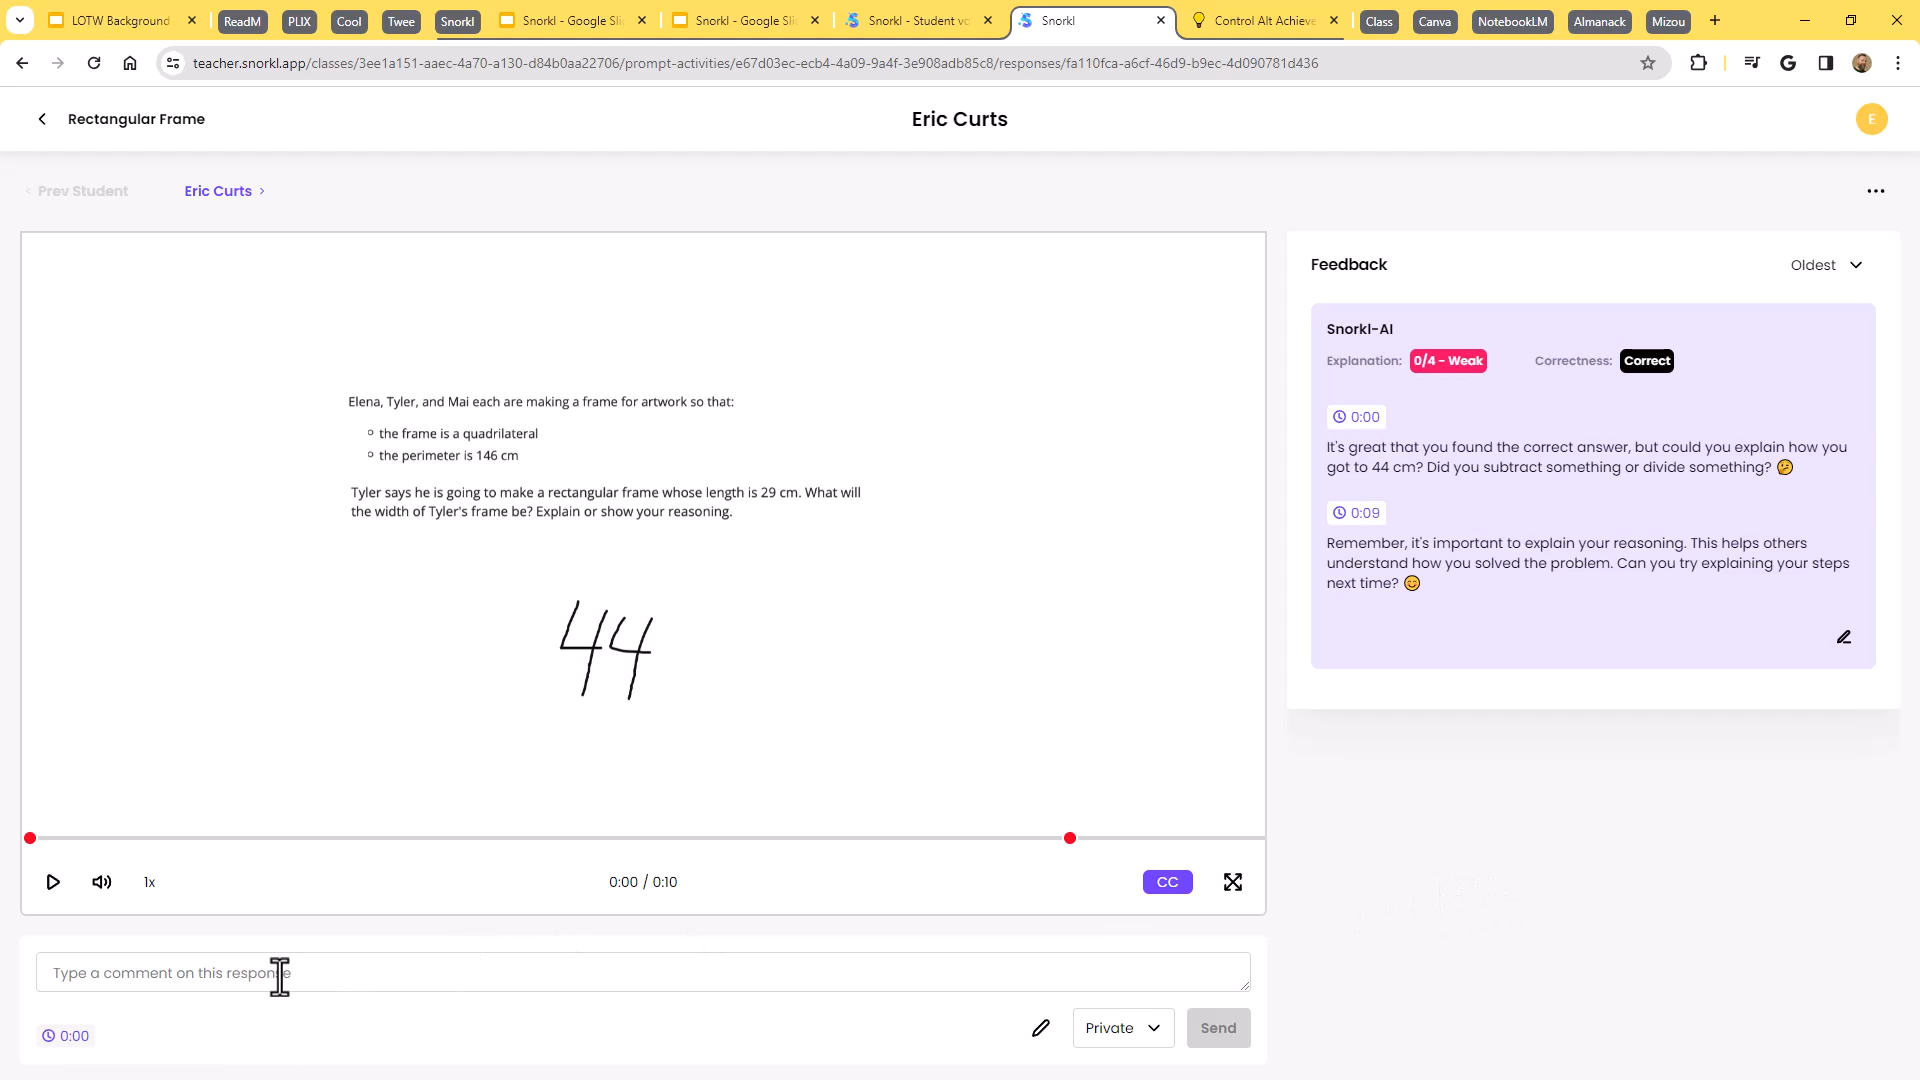 LOTW Background
ReadM
PLIX
Cool
Twee
Snorkl
Snorkl - Google Sli
Snorkl - Google Sli
Snorkl - Student vo
Snorkl
Control Alt Achieve
Class
Canva
NotebookLM
Almanack
Mizou
teacher.snorkl.app/classes/3ee1a151-aaec-4a70-a130-d84b0aa22706/prompt-activities/e67d03ec-ecb4-4a09-9a4f-3e908adb85c8/responses/fa110fca-a6cf-46d9-b9ec-4d090781d436
Rectangular Frame
Eric Curts
E
Prev Student
Eric Curts
Elena, Tyler, and Mai each are making a frame for artwork so that:
the frame is a quadrilateral
the perimeter is 146 cm
Tyler says he is going to make a rectangular frame whose length is 29 cm. What will
the width of Tyler's frame be? Explain or show your reasoning.
44
1x
0:00 / 0:10
CC
Type a comment on this response
0:00
Private
Send
Feedback
Oldest
Snorkl-AI
Explanation: 0/4 - Weak Correctness: Correct
0:00
It's great that you found the correct answer, but could you explain how you
got to 44 cm? Did you subtract something or divide something? 🤔
0:09
Remember, it's important to explain your reasoning. This helps others
understand how you solved the problem. Can you try explaining your steps
next time? 😊